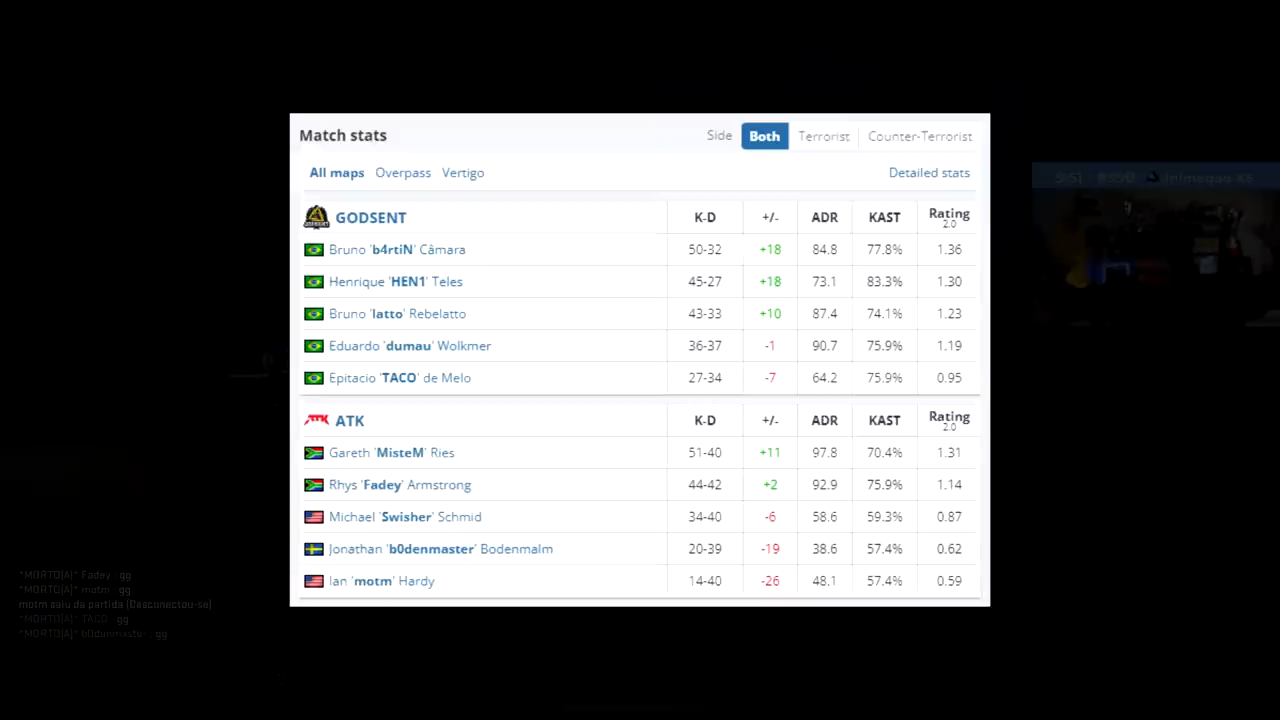 Match stats
Side Both Terrorist Counter-Terrorist
All maps Overpass Vertigo Detailed stats
GODSENT K-D +/- ADR KAST Rating 2.0
Bruno 'b4rtiN' Câmara 50-32 +18 84.8 77.8% 1.36
Henrique 'HEN1' Teles 45-27 +18 73.1 83.3% 1.30
Bruno 'latto' Rebelatto 43-33 +10 87.4 74.1% 1.23
Eduardo 'dumau' Wolkmer 36-37 -1 90.7 75.9% 1.19
Epitacio 'TACO' de Melo 27-34 -7 64.2 75.9% 0.95
ATK K-D +/- ADR KAST Rating 2.0
Gareth 'MisteM' Ries 51-40 +11 97.8 70.4% 1.31
Rhys 'Fadey' Armstrong 44-42 +2 92.9 75.9% 1.14
Michael 'Swisher' Schmid 34-40 -6 58.6 59.3% 0.87
Jonathan 'b0denmaster' Bodenmalm 20-39 -19 38.6 57.4% 0.62
Ian 'motm' Hardy 14-40 -26 48.1 57.4% 0.59
*MORTO(A)* Fadey : gg
*MORTO(A)* motm : gg
motm saiu da partida (Desconectou-se)
*MORTO(A)* TACO : gg
*MORTO(A)* b0denmaster : gg